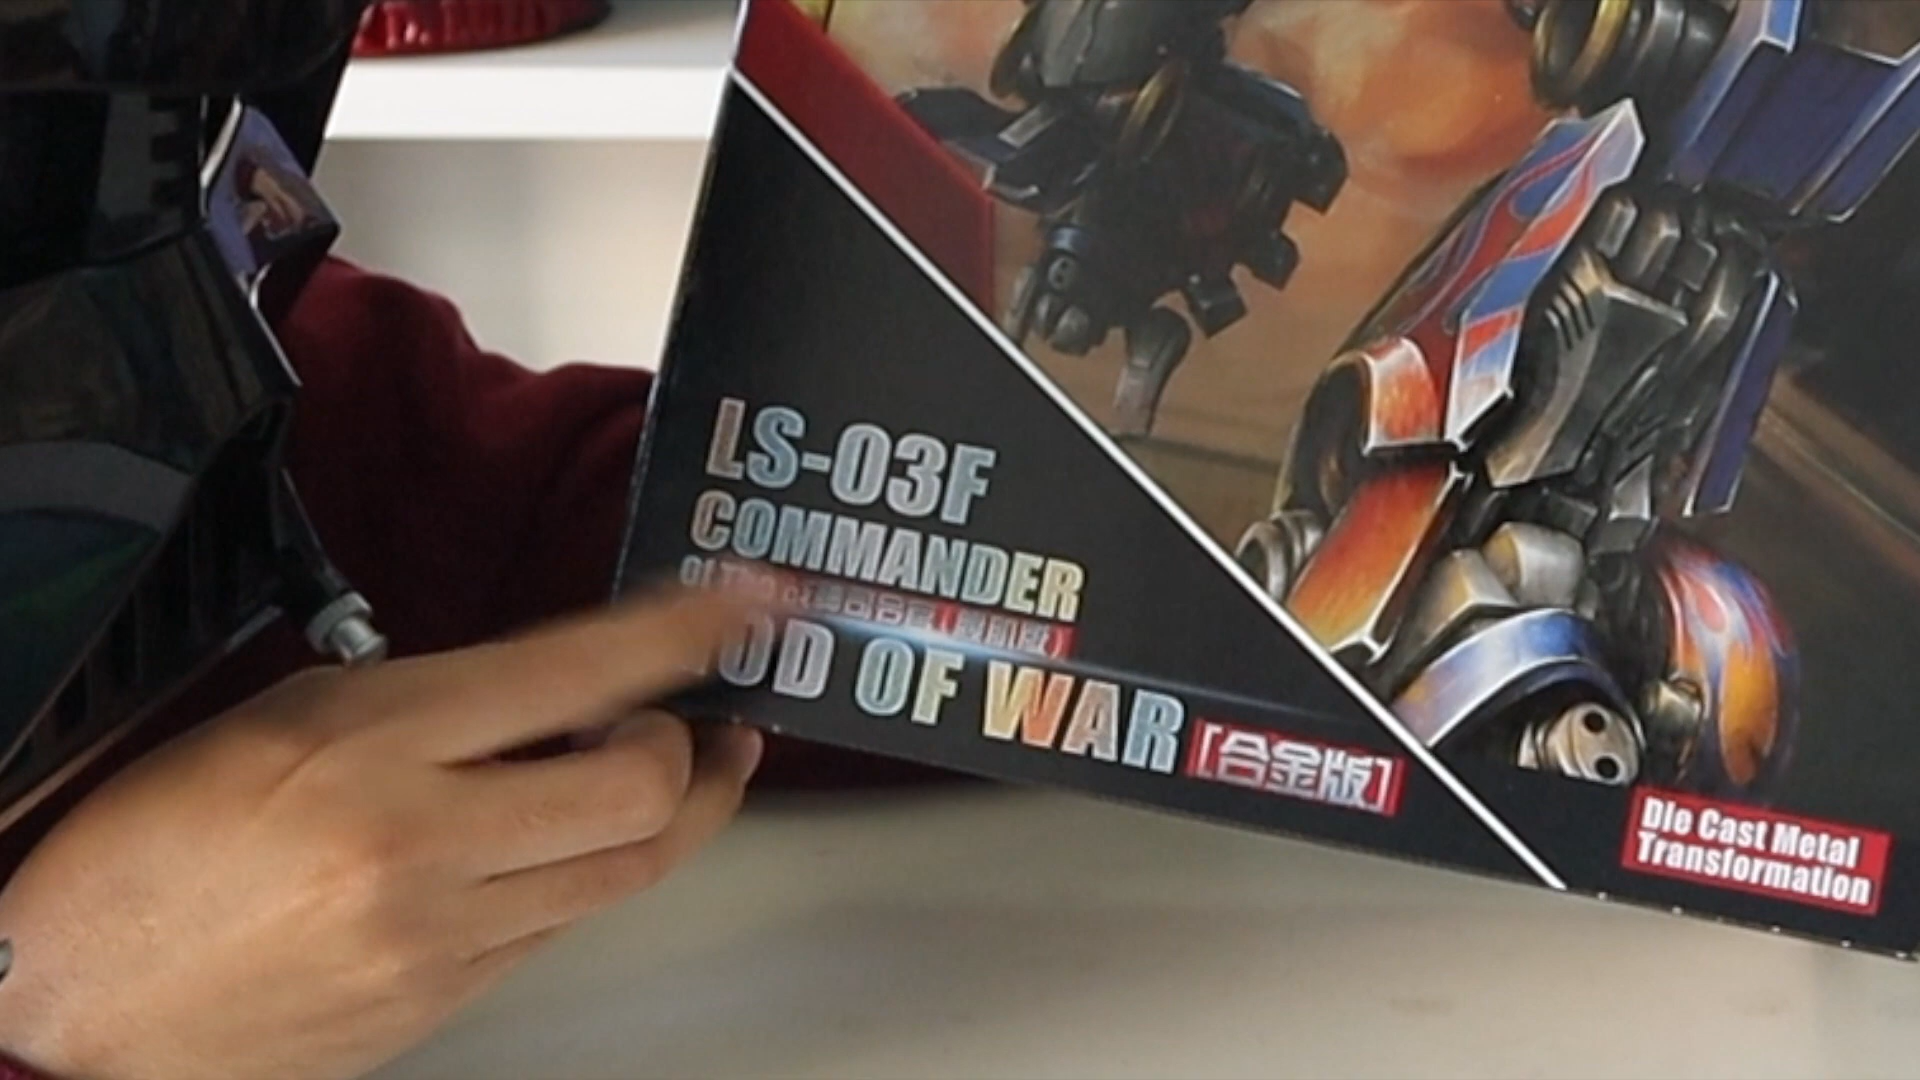 LS-03F
COMMANDER
OD OF WAR [合金版]
DIe Cast Metal
Transformation